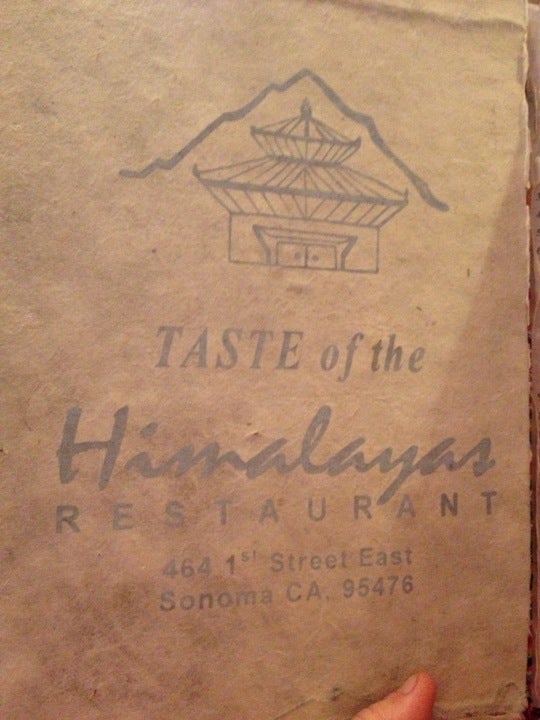 TASTE of the
Himalayas
RESTAURANT
464 1st Street East
Sonoma CA. 95476